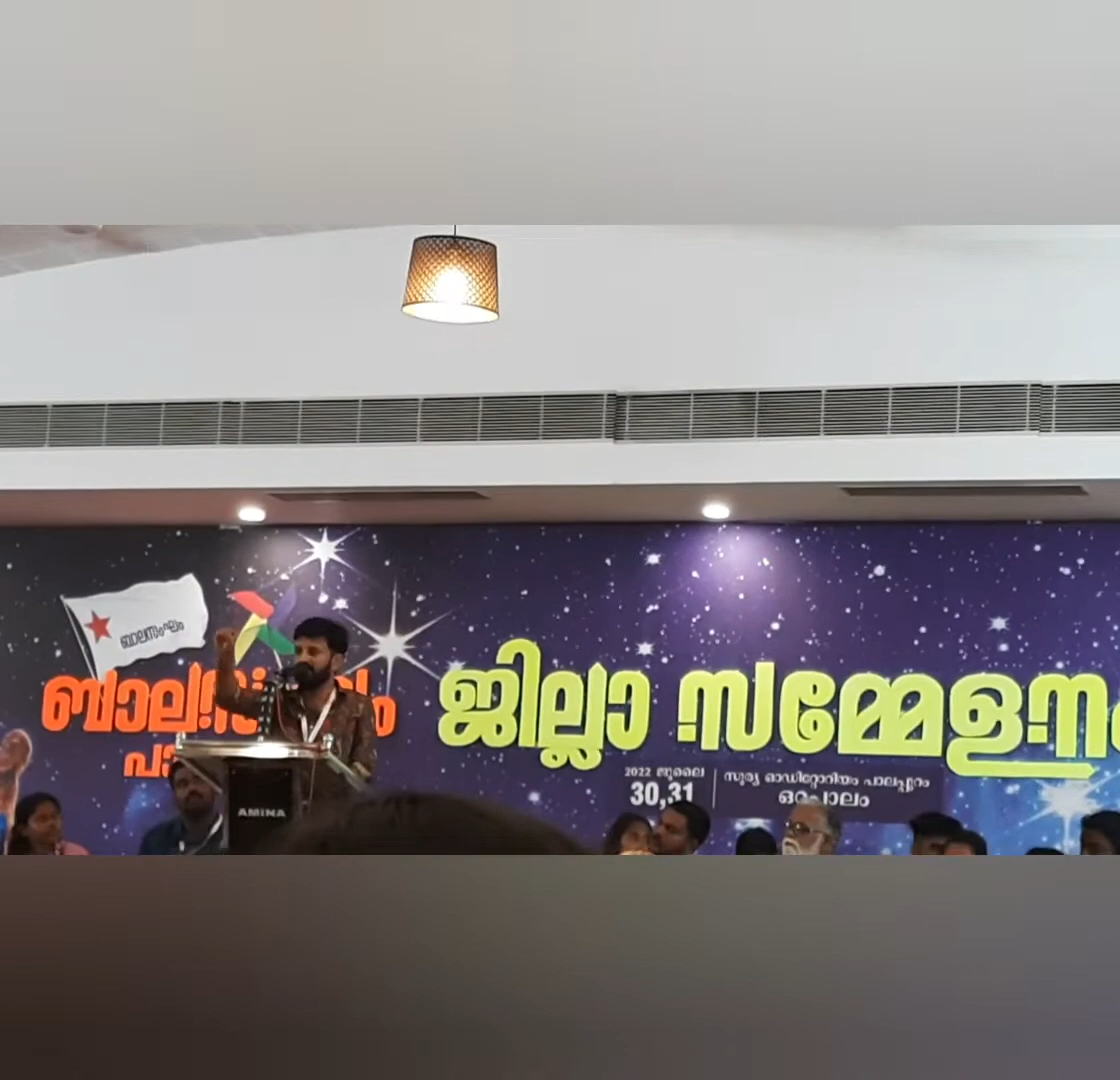 ബാലസംഘം
ജില്ലാ സമ്മേളന
2022 ജൂലൈ
30,31
സൂര്യ ഓഡിറ്റോറിയം പാലപ്പുറം
ഒറ്റപ്പാലം
AMINA